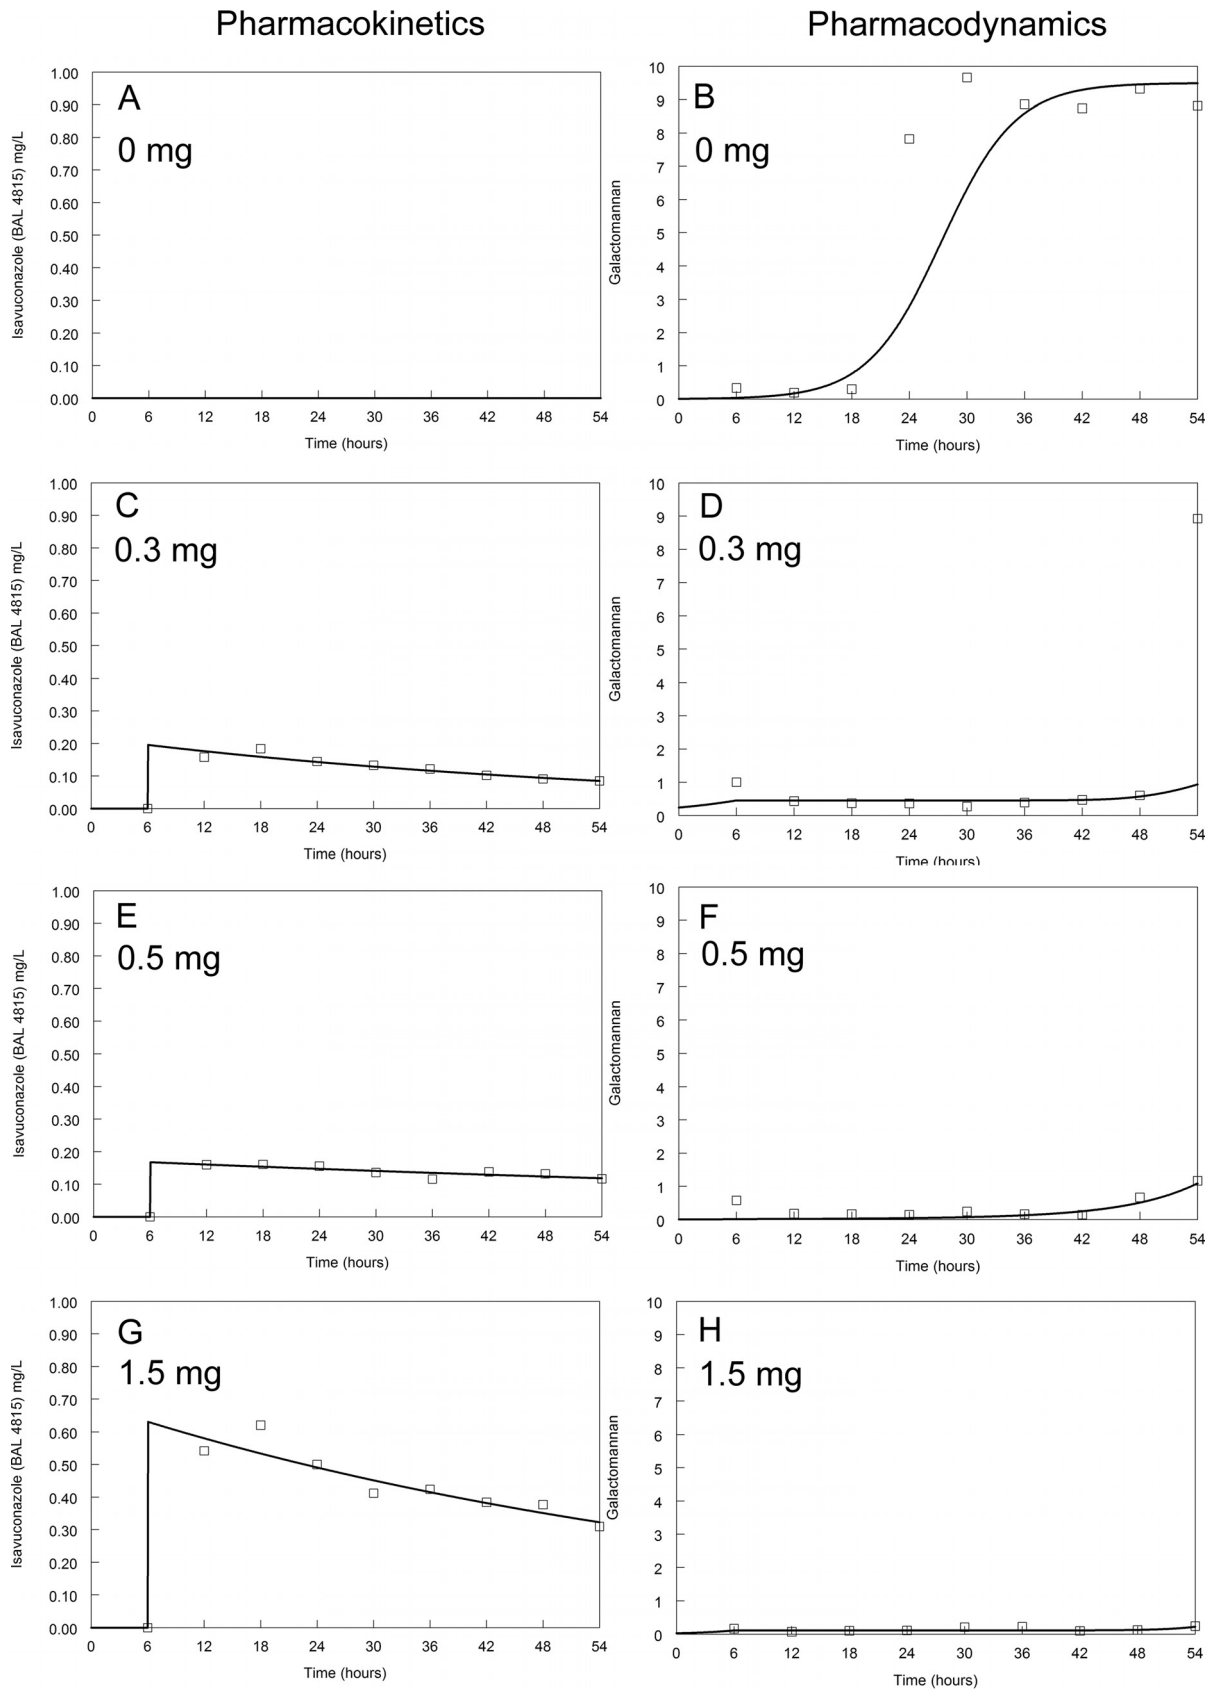 Pharmacokinetics
Pharmacodynamics
A
0 mg
Isavuconazole (BAL 4815) mg/L
1.00
0.90
0.80
0.70
0.60
0.50
0.40
0.30
0.20
0.10
0.00
0 6 12 18 24 30 36 42 48 54
Time (hours)
B
0 mg
Galactomannan
10
9
8
7
6
5
4
3
2
1
0
0 6 12 18 24 30 36 42 48 54
Time (hours)
C
0.3 mg
Isavuconazole (BAL 4815) mg/L
1.00
0.90
0.80
0.70
0.60
0.50
0.40
0.30
0.20
0.10
0.00
0 6 12 18 24 30 36 42 48 54
Time (hours)
D
0.3 mg
Galactomannan
10
9
8
7
6
5
4
3
2
1
0
0 6 12 18 24 30 36 42 48 54
Time (hours)
E
0.5 mg
Isavuconazole (BAL 4815) mg/L
1.00
0.90
0.80
0.70
0.60
0.50
0.40
0.30
0.20
0.10
0.00
0 6 12 18 24 30 36 42 48 54
Time (hours)
F
0.5 mg
Galactomannan
10
9
8
7
6
5
4
3
2
1
0
0 6 12 18 24 30 36 42 48 54
Time (hours)
G
1.5 mg
Isavuconazole (BAL 4815) mg/L
1.00
0.90
0.80
0.70
0.60
0.50
0.40
0.30
0.20
0.10
0.00
0 6 12 18 24 30 36 42 48 54
Time (hours)
H
1.5 mg
Galactomannan
10
9
8
7
6
5
4
3
2
1
0
0 6 12 18 24 30 36 42 48 54
Time (hours)